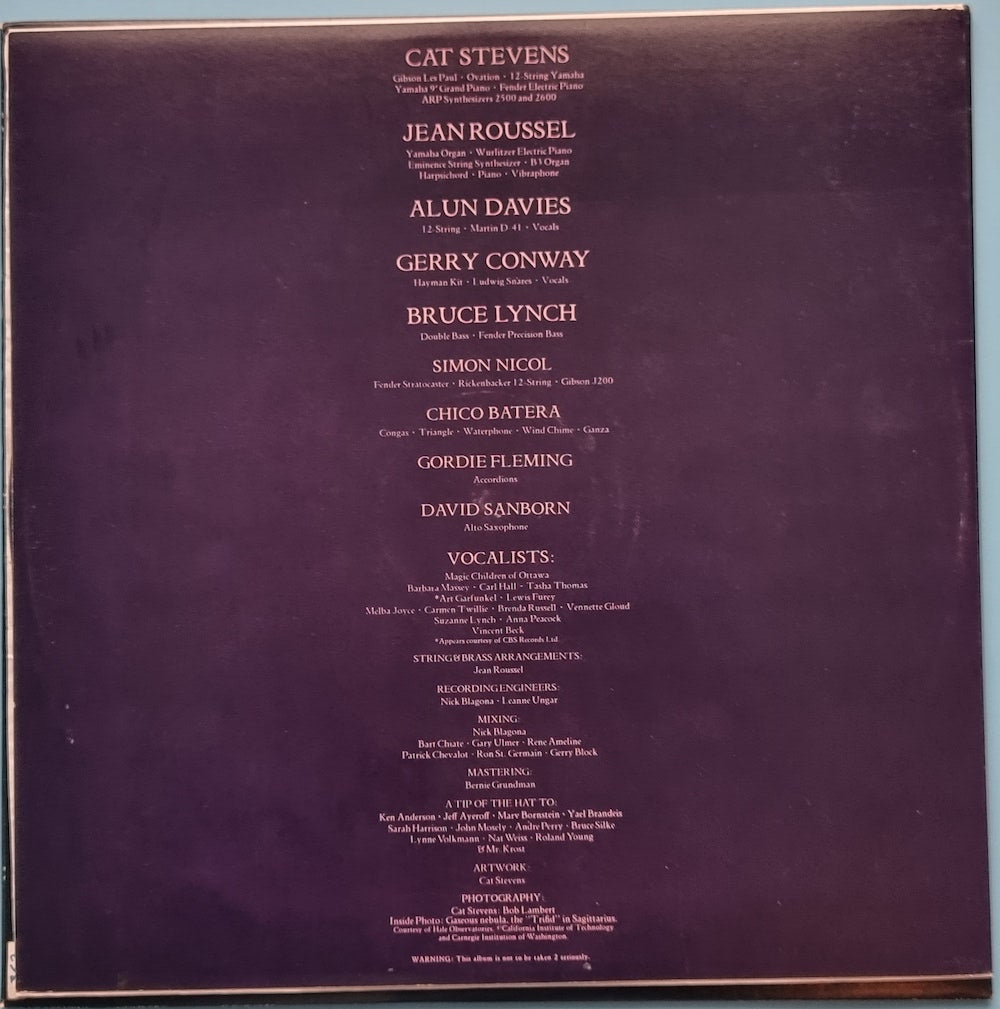 CAT STEVENS
Gibson Les Paul · Ovation · 12-String Yamaha
Yamaha 9' Grand Piano · Fender Electric Piano
ARP Synthesizers 2500 and 2600
JEAN ROUSSEL
Yamaha Organ · Wurlitzer Electric Piano
Eminence String Synthesizer · B3 Organ
Harpsichord · Piano · Vibraphone
ALUN DAVIES
12-String · Martin D-41 · Vocals
GERRY CONWAY
Hayman Kit · Ludwig Snares · Vocals
BRUCE LYNCH
Double Bass · Fender Precision Bass
SIMON NICOL
Fender Stratocaster · Rickenbacker 12-String · Gibson J200
CHICO BATERA
Congas · Triangle · Waterphone · Wind Chime · Ganza
GORDIE FLEMING
Accordions
DAVID SANBORN
Alto Saxophone
VOCALISTS:
Magic Children of Ottawa
Barbara Massey · Carl Hall · Tasha Thomas
*Art Garfunkel · Lewis Furey
Melba Joyce · Carmen Twillie · Brenda Russell · Vennette Gloud
Suzanne Lynch · Anna Peacock
Vincent Beck
*Appears courtesy of CBS Records Ltd.
STRING & BRASS ARRANGEMENTS:
Jean Roussel
RECORDING ENGINEERS:
Nick Blagona · Leanne Ungar
MIXING:
Nick Blagona
Bart Chiate · Gary Ulmer · Rene Ameline
Patrick Chevalot · Ron St. Germain · Gerry Block
MASTERING:
Bernie Grundman
A TIP OF THE HAT TO:
Ken Anderson · Jeff Ayeroff · Marv Bornstein · Yael Brandeis
Sarah Harrison · John Mosely · Andre Perry · Bruce Silke
Lynne Volkmann · Nat Weiss · Roland Young
& Mr. Krost
ARTWORK:
Cat Stevens
PHOTOGRAPHY:
Cat Stevens: Bob Lambert
Inside Photo: Gaseous nebula, the "Trifid" in Sagittarius.
Courtesy of Hale Observatories. ©California Institute of Technology
and Carnegie Institution of Washington.
WARNING: This album is not to be taken 2 seriously.